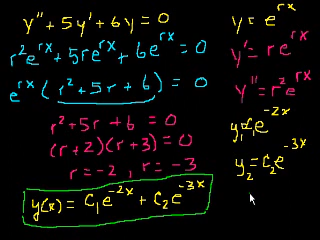 y'' + 5y' + 6y = 0
r²e^{rx} + 5re^{rx} + 6e^{rx} = 0
e^{rx}(r² + 5r + 6) = 0
r² + 5r + 6 = 0
(r + 2)(r + 3) = 0
r = -2, r = -3
y(x) = C₁e^{-2x} + C₂e^{-3x}
y = e^{rx}
y' = re^{rx}
y'' = r²e^{rx}
y₁ = C₁e^{-2x}
y₂ = C₂e^{-3x}